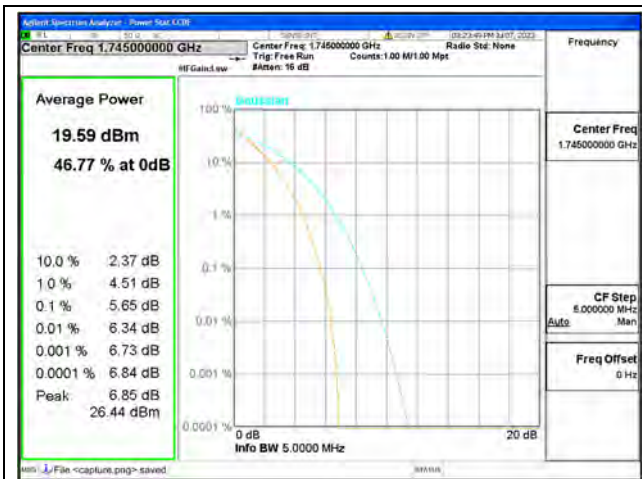 Agilent Spectrum Analyzer - Power Stat CCDF
Center Freq 1.745000000 GHz
Center Freq: 1.745000000 GHz
Radio Std: None
Trig: Free Run
Counts:1.00 M/1.00 Mpt
#IFGain:Low
#Atten: 16 dB
Frequency
Average Power
19.59 dBm
46.77 % at 0dB
10.0 % 2.37 dB
1.0 % 4.51 dB
0.1 % 5.65 dB
0.01 % 6.34 dB
0.001 % 6.73 dB
0.0001 % 6.84 dB
Peak 6.85 dB
26.44 dBm
Gaussian
100 %
10 %
1 %
0.1 %
0.01 %
0.001 %
0.0001 %
0 dB
20 dB
Info BW 5.0000 MHz
Center Freq
1.745000000 GHz
CF Step
5.000000 MHz
Auto Man
Freq Offset
0 Hz
MSG
File <capture.png> saved
STATUS